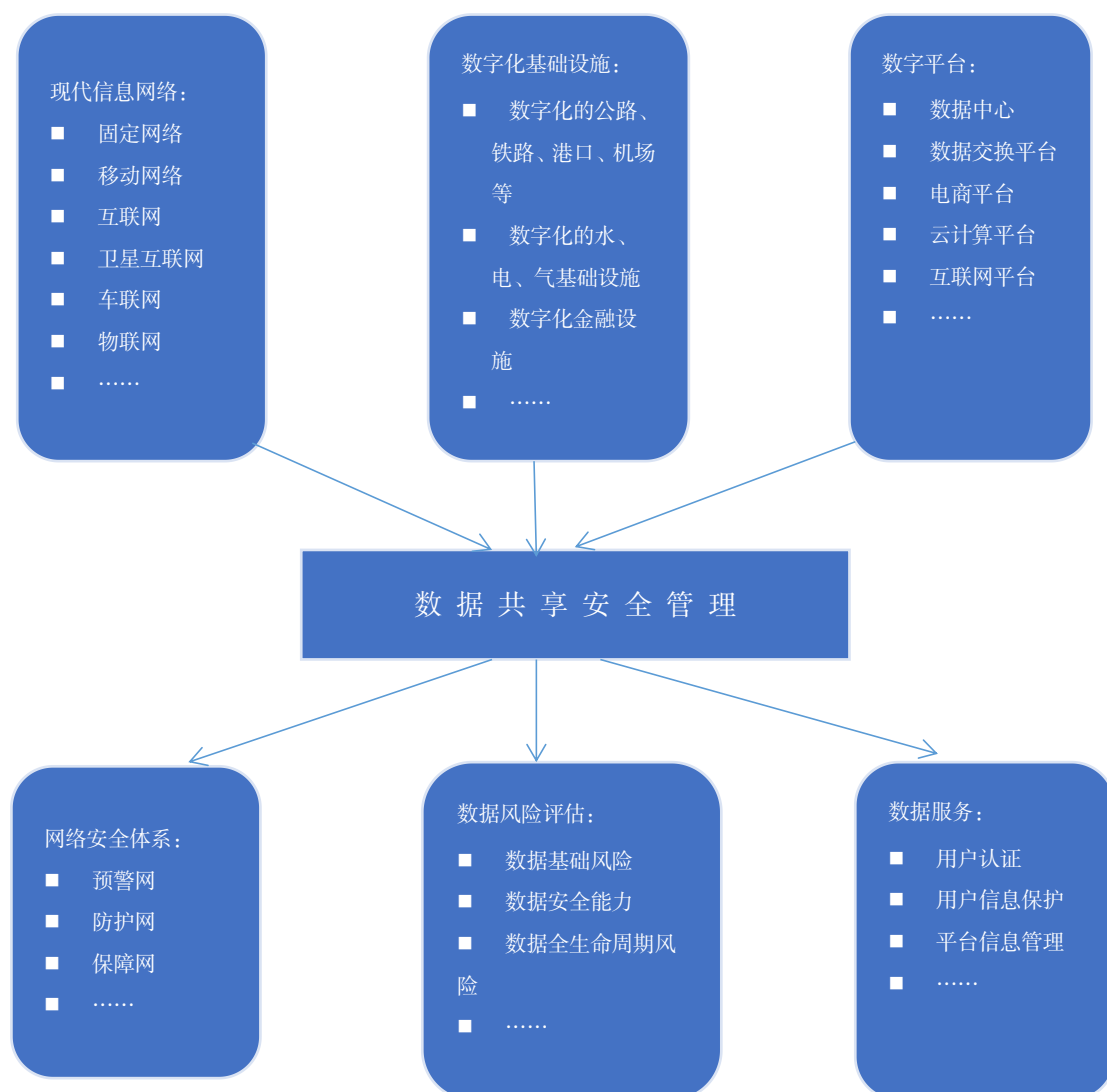 现代信息网络：
■ 固定网络
■ 移动网络
■ 互联网
■ 卫星互联网
■ 车联网
■ 物联网
■ ……
数字化基础设施：
■ 数字化的公路、
铁路、港口、机场
等
■ 数字化的水、
电、气基础设施
■ 数字化金融设
施
■ ……
数字平台：
■ 数据中心
■ 数据交换平台
■ 电商平台
■ 云计算平台
■ 互联网平台
■ ……
数据共享安全管理
网络安全体系：
■ 预警网
■ 防护网
■ 保障网
■ ……
数据风险评估：
■ 数据基础风险
■ 数据安全能力
■ 数据全生命周期风
险
■ ……
数据服务：
■ 用户认证
■ 用户信息保护
■ 平台信息管理
■ ……